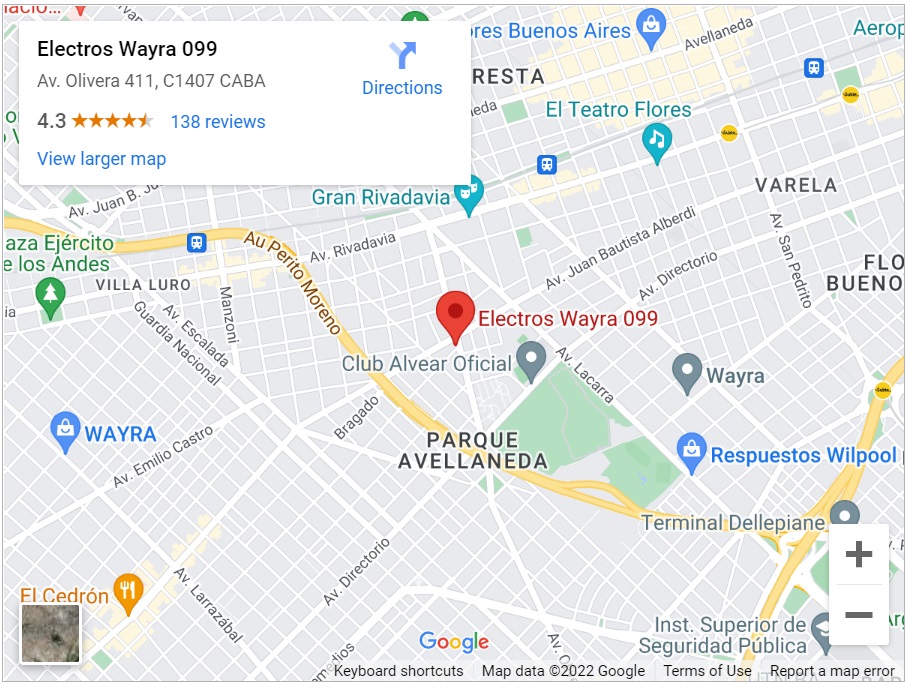 Electros Wayra 099
Av. Olivera 411, C1407 CABA
4.3
138 reviews
View larger map
Directions
ores Buenos Aires
Avellaneda
Aerop
RESTA
El Teatro Flores
VARELA
Av. Juan B. Ju
Gran Rivadavia
Av. Rivadavia
Av. Juan Bautista Alberdi
Av. San Pedrito
Av. Directorio
aza Ejército
e los Andes
Au Perito Moreno
FLO
BUENO
VILLA LURO
ia
Manzoni
Av. Escalada
Guardia Nacional
Electros Wayra 099
Club Alvear Oficial
Av. Lacarra
Wayra
WAYRA
Bragado
Av. Emilio Castro
PARQUE
AVELLANEDA
Respuestos Wilpool
Terminal Dellepiane
Av. Directorio
El Cedrón
Av. Larrazábal
Inst. Superior de
Seguridad Pública
Google
Keyboard shortcuts
Map data ©2022 Google
Terms of Use
Report a map error